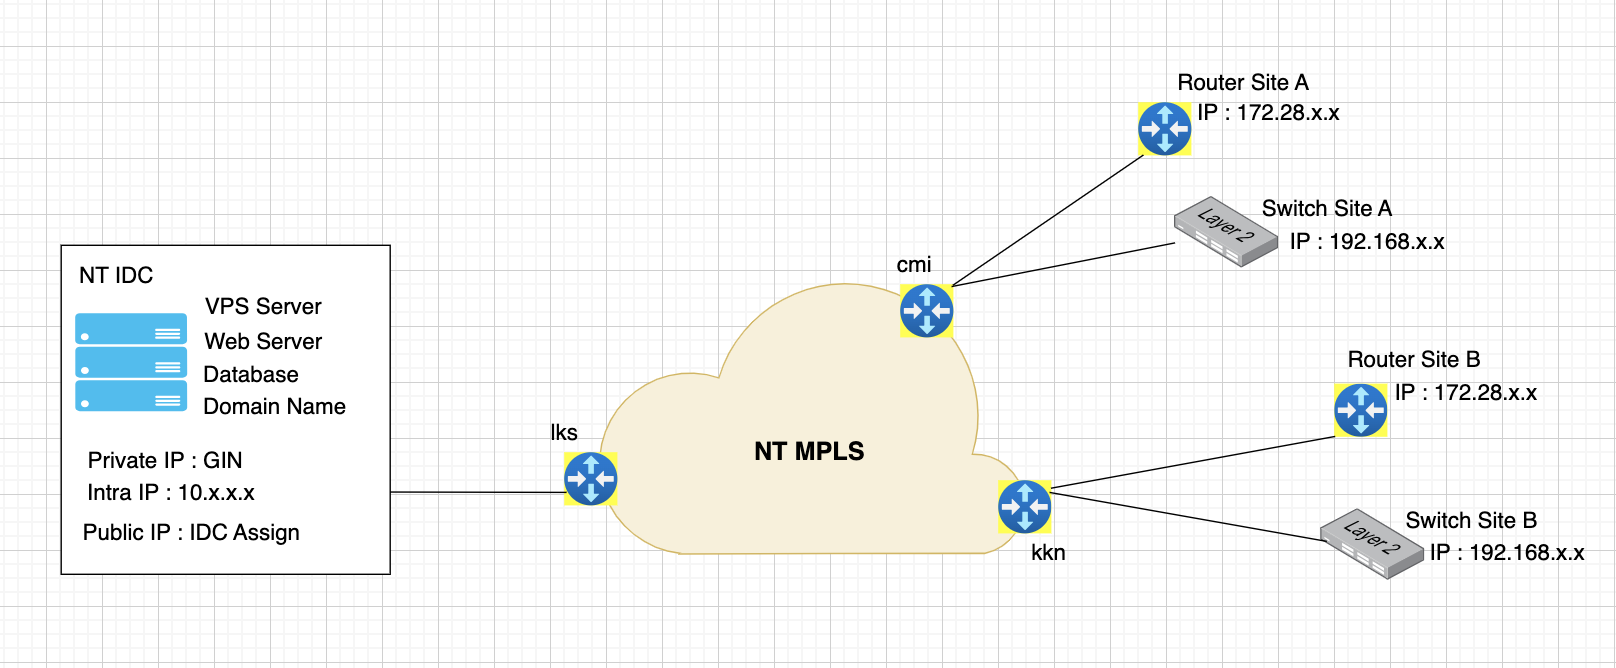 Router Site A
IP : 172.28.x.x
Layer 2
Switch Site A
IP : 192.168.x.x
cmi
NT IDC
VPS Server
Web Server
Database
Domain Name
Private IP : GIN
Intra IP : 10.x.x.x
Public IP : IDC Assign
lks
NT MPLS
Router Site B
IP : 172.28.x.x
kkn
Layer 2
Switch Site B
IP : 192.168.x.x